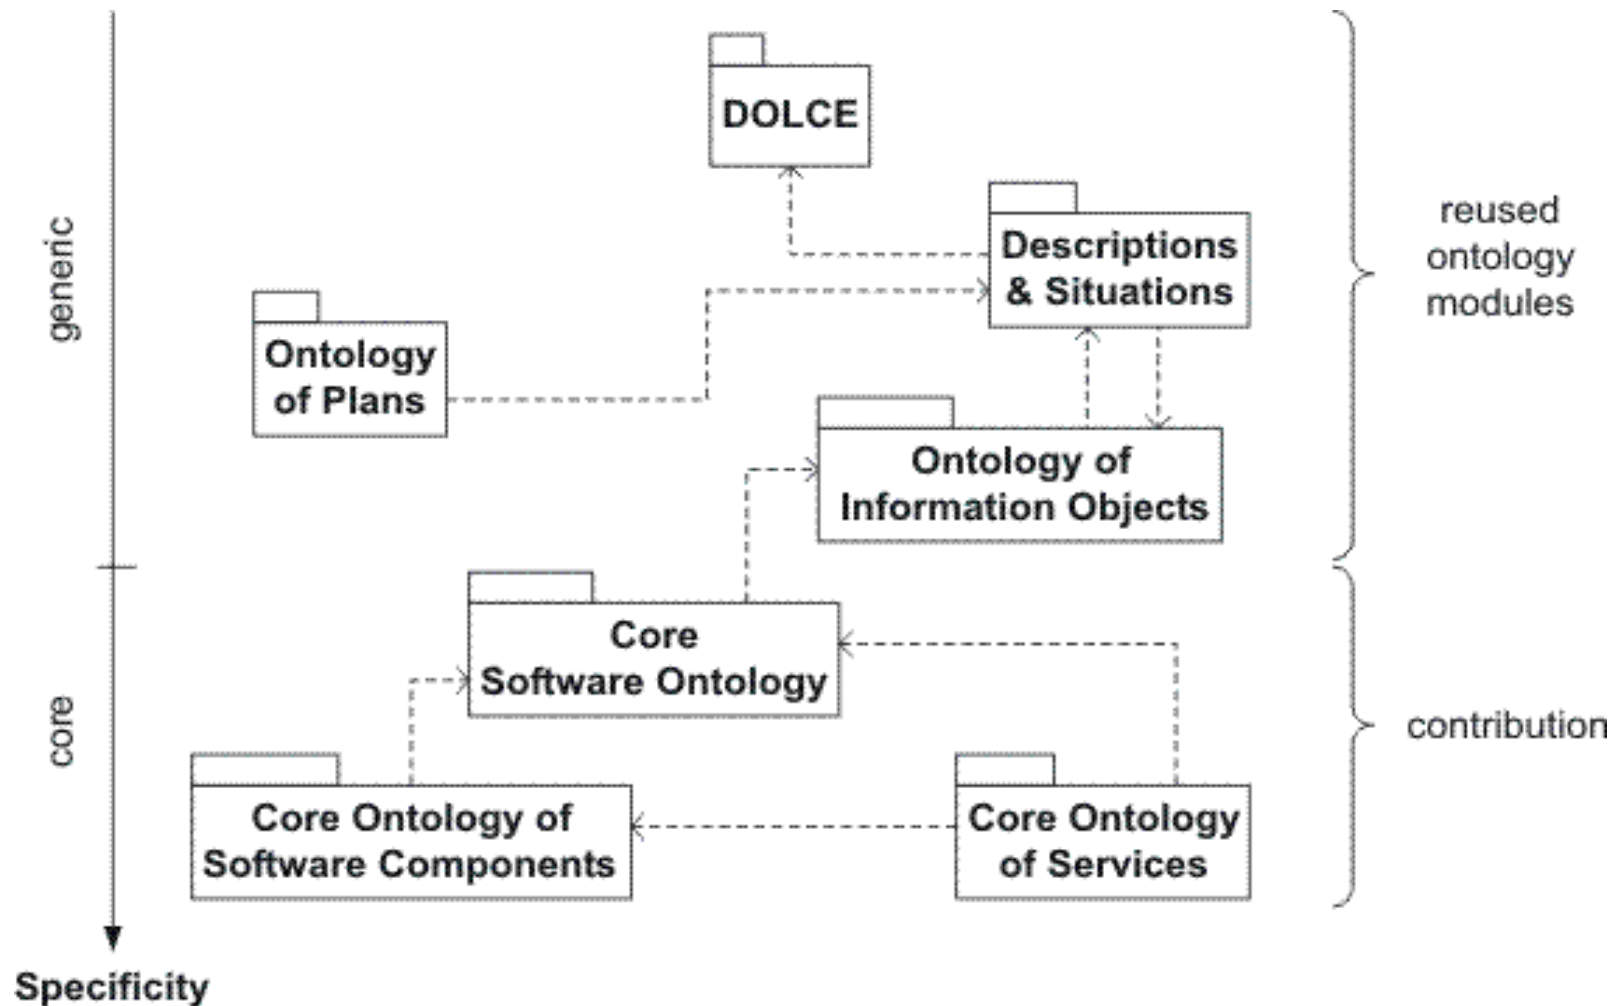 DOLCE
Descriptions
& Situations
reused
ontology
modules
generic
Ontology
of Plans
Ontology of
Information Objects
Core
Software Ontology
core
contribution
Core Ontology of
Software Components
Core Ontology
of Services
Specificity